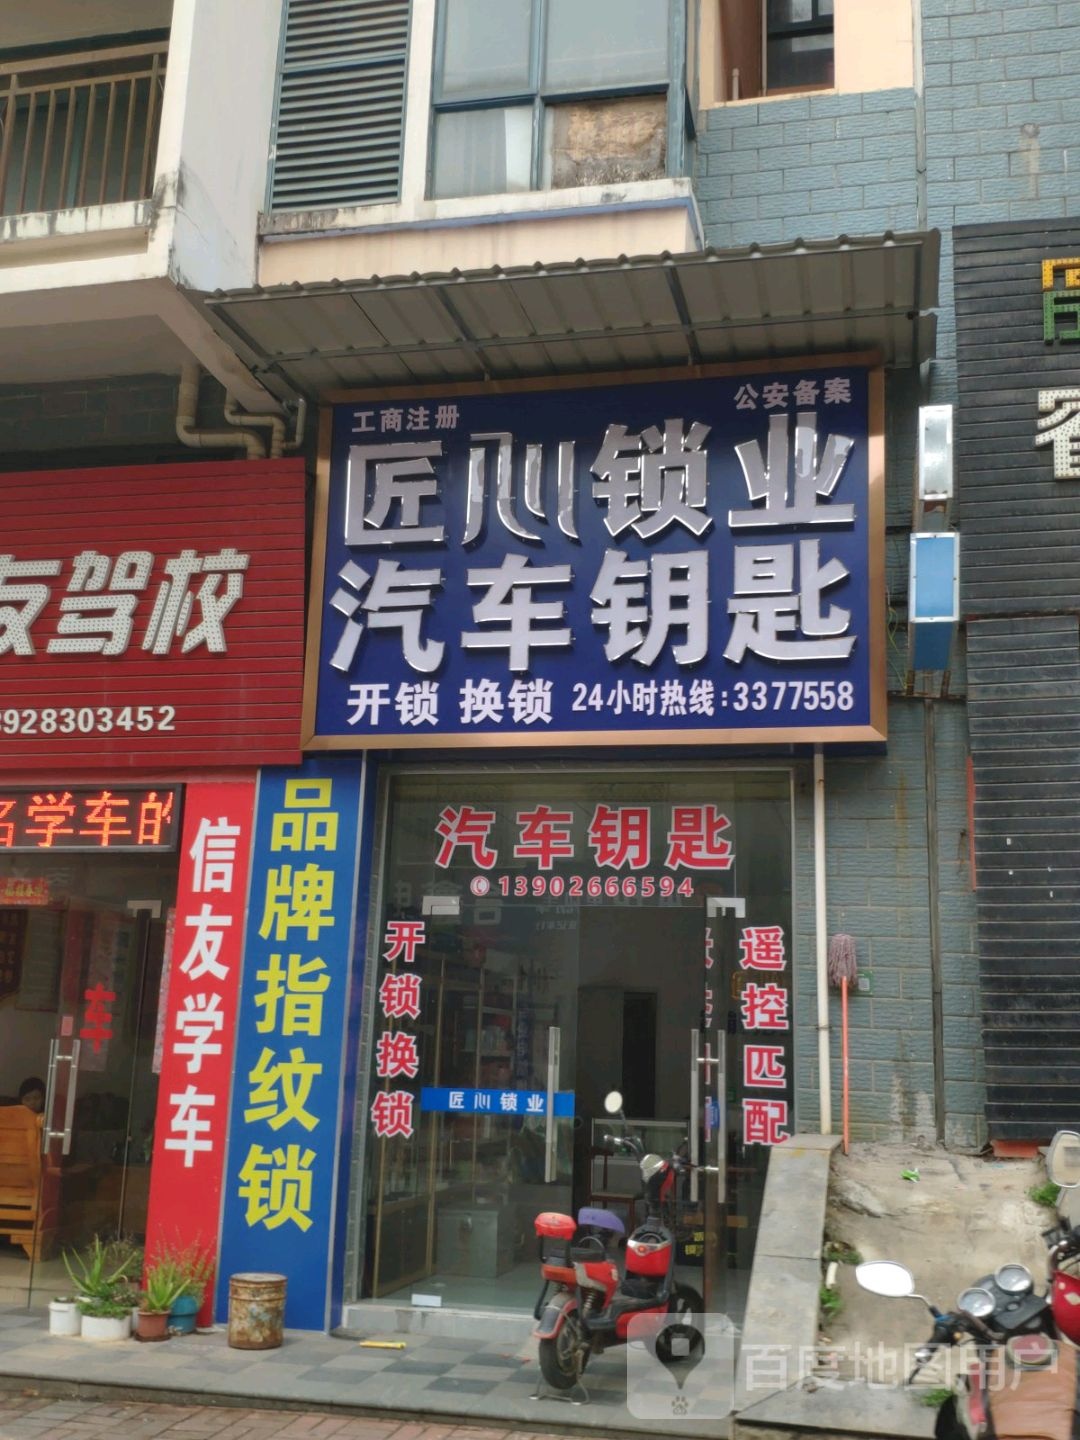 工商注册
公安备案
匠心锁业
汽车钥匙
开锁 换锁 24小时热线:3377558
友驾校
928303452
名学车的
信友学车
品牌指纹锁
汽车钥匙
✆13902666594
开锁换锁
遥控匹配
匠心锁业
车
百度地图用户